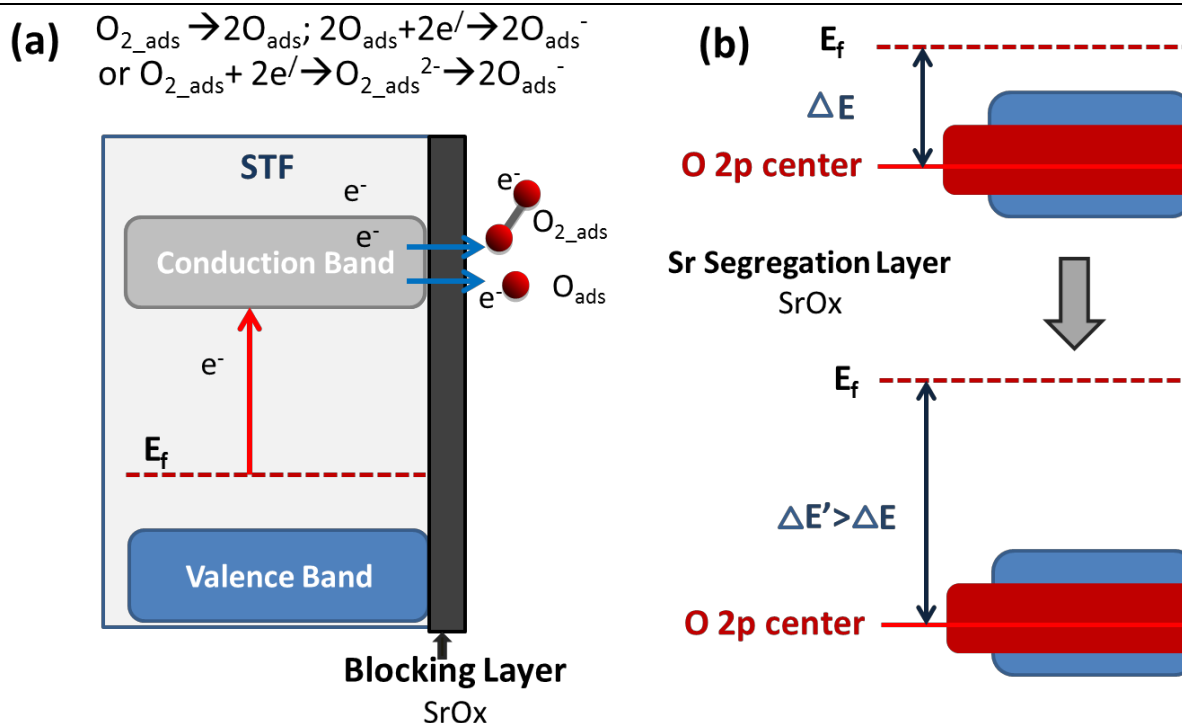 (a)
O2_ads→2Oads; 2Oads+2e/→2Oads-
or O2_ads+ 2e/→O2_ads2-→2Oads-
STF
e-
e-
e-
O2_ads
Conduction Band
e-
Oads
e-
Ef
Valence Band
Blocking Layer
SrOx
(b)
Ef
△E
O 2p center
Sr Segregation Layer
SrOx
Ef
△E’>△E
O 2p center